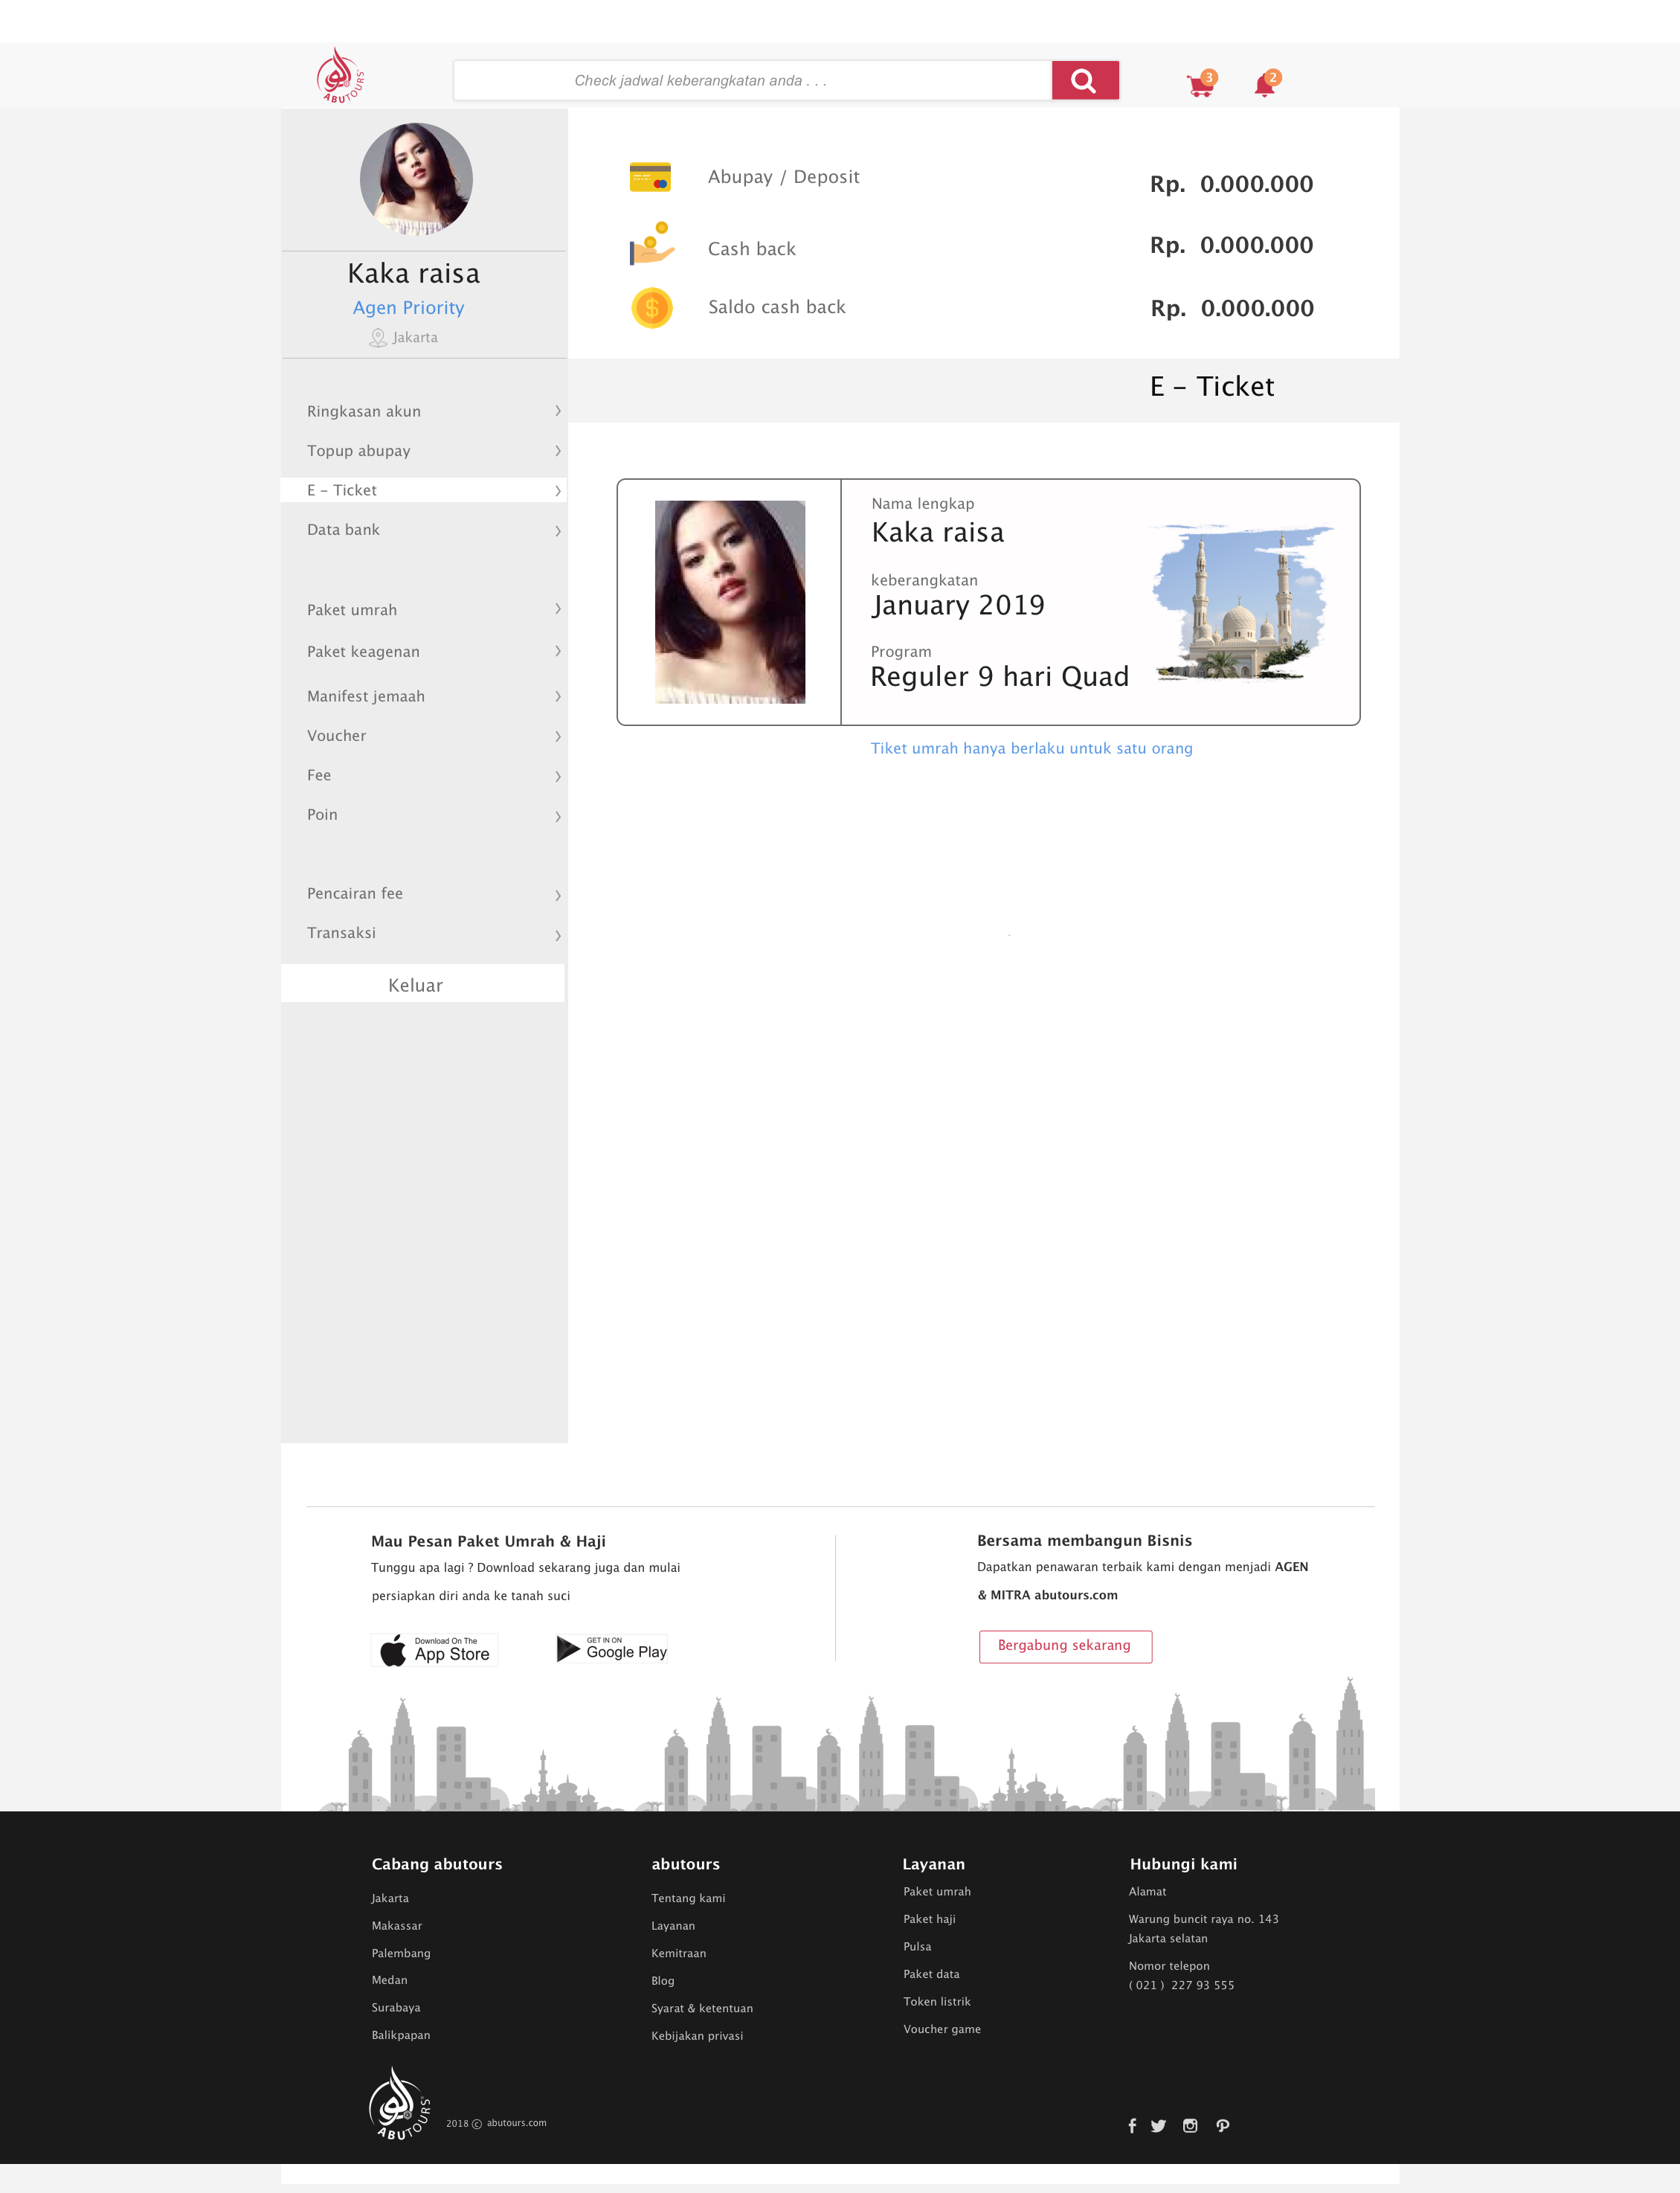 ABUTOURS
Check jadwal keberangkatan anda . . .
3
2
Kaka raisa
Agen Priority
Jakarta
Abupay / Deposit
Rp. 0.000.000
Cash back
Rp. 0.000.000
Saldo cash back
Rp. 0.000.000
E - Ticket
Ringkasan akun
Topup abupay
E - Ticket
Data bank
Paket umrah
Paket keagenan
Manifest jemaah
Voucher
Fee
Poin
Pencairan fee
Transaksi
Keluar
Nama lengkap
Kaka raisa
keberangkatan
January 2019
Program
Reguler 9 hari Quad
Tiket umrah hanya berlaku untuk satu orang
Mau Pesan Paket Umrah & Haji
Tunggu apa lagi ? Download sekarang juga dan mulai
persiapkan diri anda ke tanah suci
Download On The
App Store
GET IN ON
Google Play
Bersama membangun Bisnis
Dapatkan penawaran terbaik kami dengan menjadi AGEN
& MITRA abutours.com
Bergabung sekarang
Cabang abutours
Jakarta
Makassar
Palembang
Medan
Surabaya
Balikpapan
abutours
Tentang kami
Layanan
Kemitraan
Blog
Syarat & ketentuan
Kebijakan privasi
Layanan
Paket umrah
Paket haji
Pulsa
Paket data
Token listrik
Voucher game
Hubungi kami
Alamat
Warung buncit raya no. 143
Jakarta selatan
Nomor telepon
( 021 ) 227 93 555
ABUTOURS
2018 © abutours.com